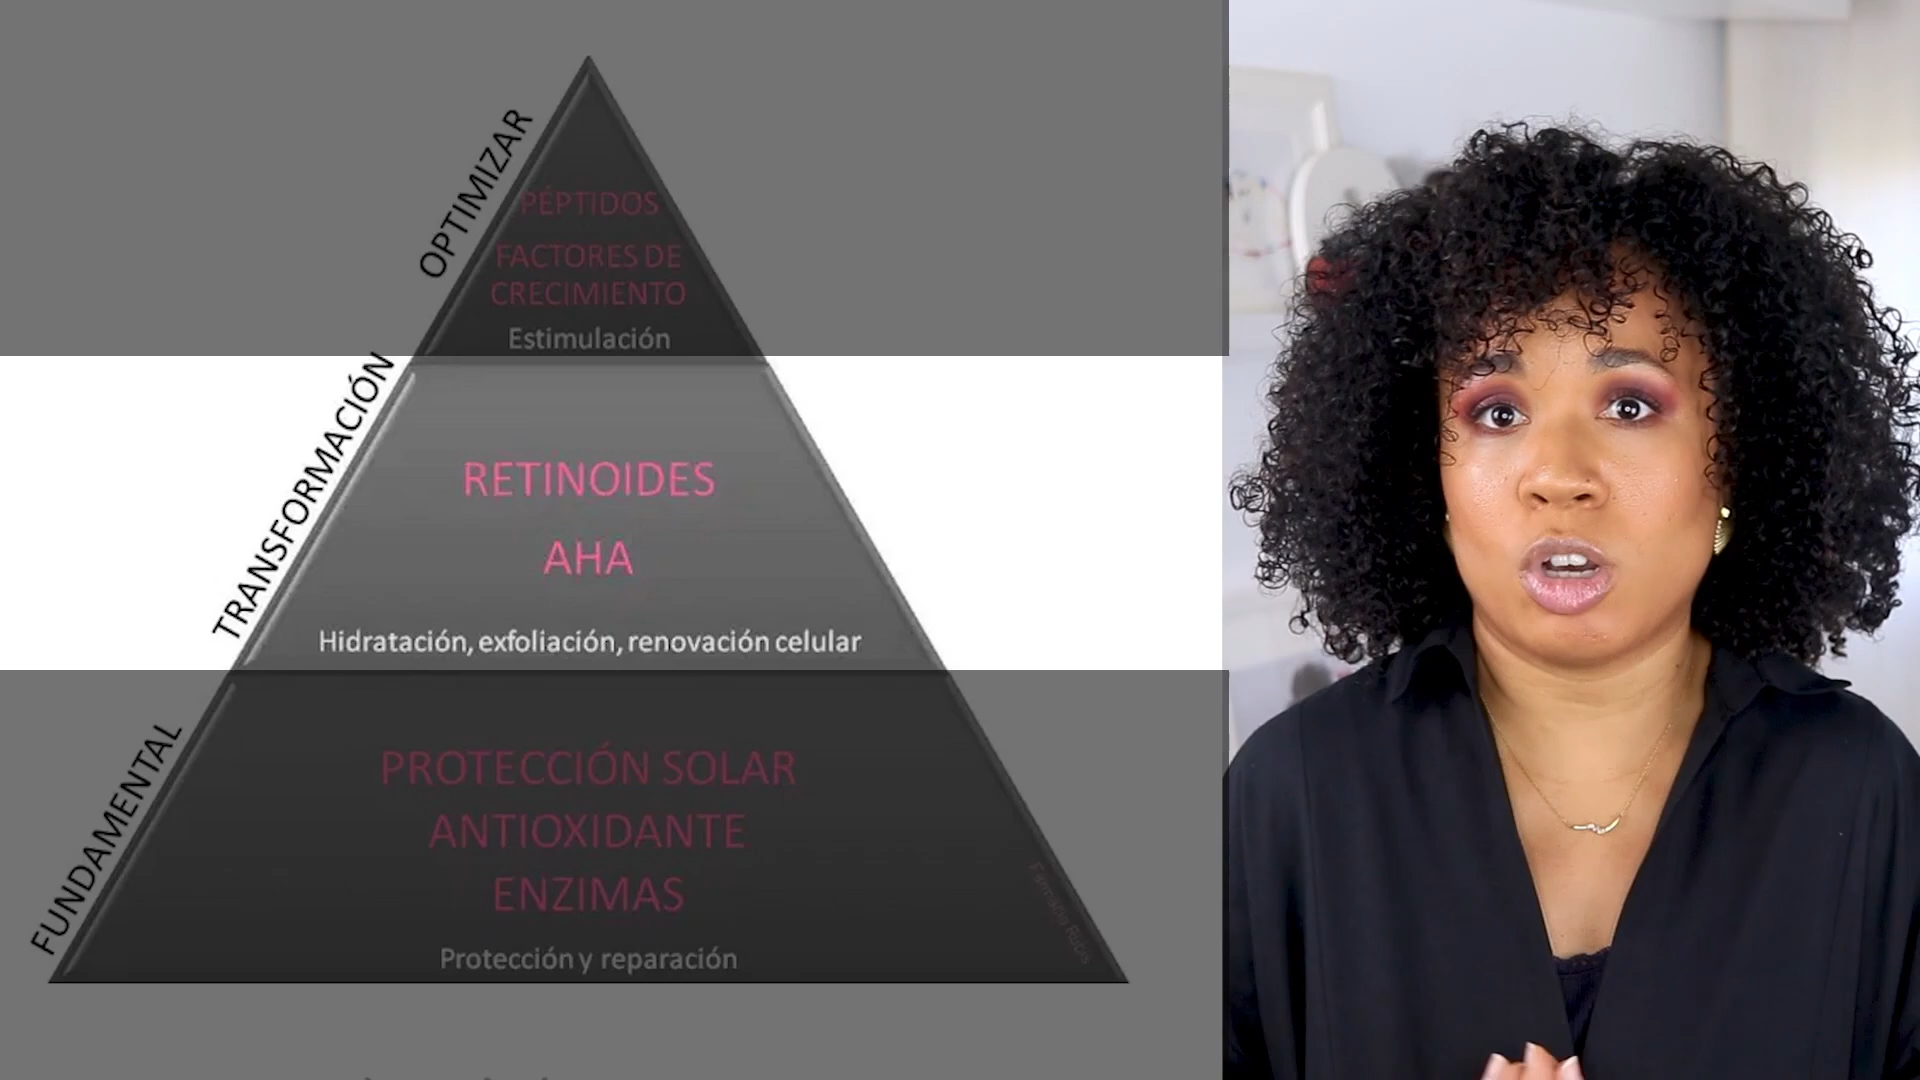 OPTIMIZAR
PÉPTIDOS
FACTORES DE
CRECIMIENTO
Estimulación
TRANSFORMACIÓN
RETINOIDES
AHA
Hidratación, exfoliación, renovación celular
FUNDAMENTAL
PROTECCIÓN SOLAR
ANTIOXIDANTE
ENZIMAS
Protección y reparación